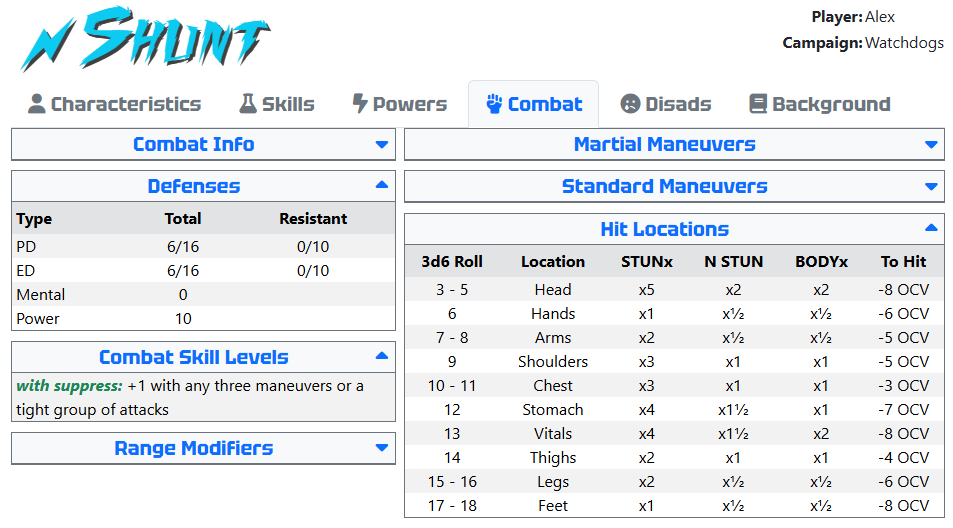 n Shunt
Player: Alex
Campaign: Watchdogs
Characteristics
Skills
Powers
Combat
Disads
Background
Combat Info
Defenses
Type Total Resistant
PD 6/16 0/10
ED 6/16 0/10
Mental 0
Power 10
Combat Skill Levels
with suppress: +1 with any three maneuvers or a
tight group of attacks
Range Modifiers
Martial Maneuvers
Standard Maneuvers
Hit Locations
3d6 Roll Location STUNx N STUN BODYx To Hit
3 - 5 Head x5 x2 x2 -8 OCV
6 Hands x1 x½ x½ -6 OCV
7 - 8 Arms x2 x½ x½ -5 OCV
9 Shoulders x3 x1 x1 -5 OCV
10 - 11 Chest x3 x1 x1 -3 OCV
12 Stomach x4 x1½ x1 -7 OCV
13 Vitals x4 x1½ x2 -8 OCV
14 Thighs x2 x1 x1 -4 OCV
15 - 16 Legs x2 x½ x½ -6 OCV
17 - 18 Feet x1 x½ x½ -8 OCV